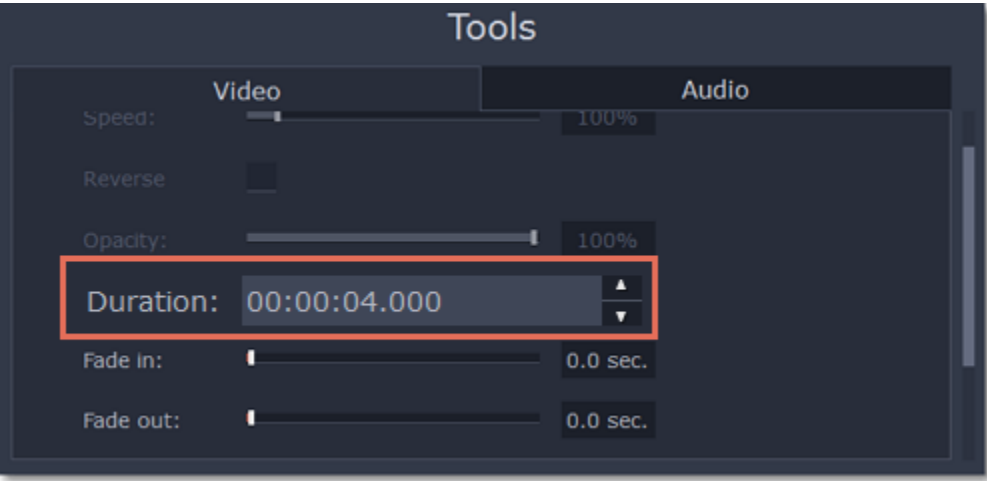 Tools
Video Audio
Speed: 100%
Reverse
Opacity: 100%
Duration: 00:00:04.000
Fade in: 0.0 sec.
Fade out: 0.0 sec.